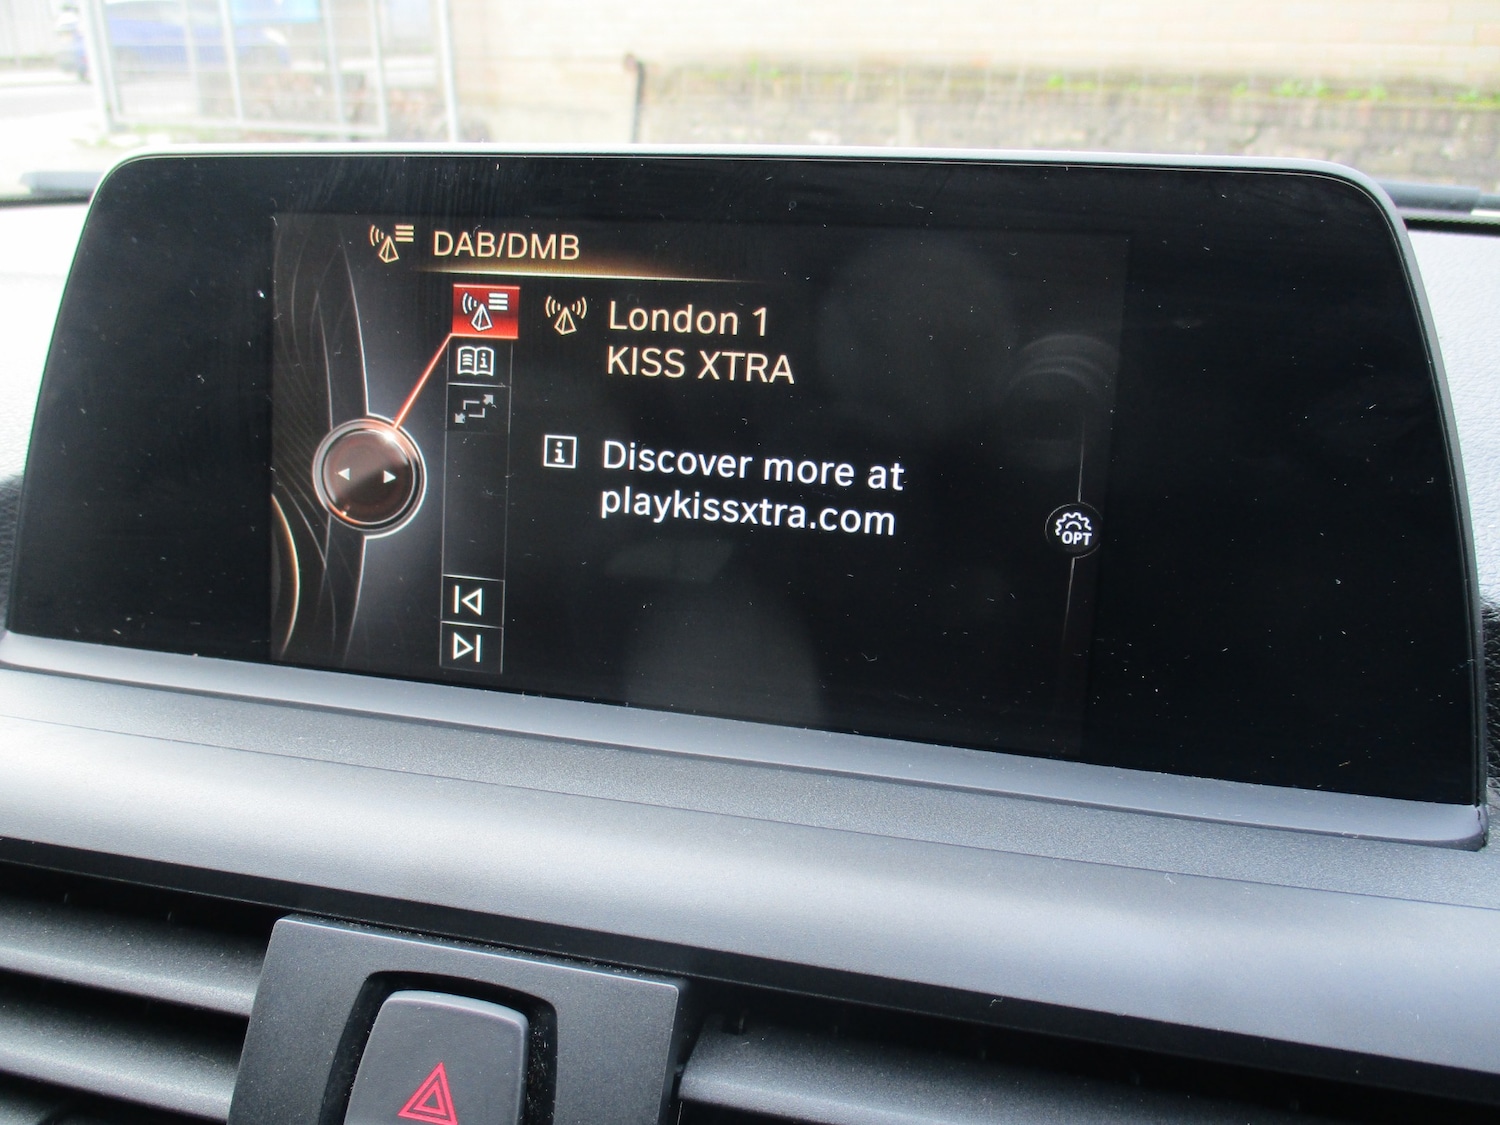 DAB/DMB
London 1
KISS XTRA
Discover more at
playkissxtra.com
OPT